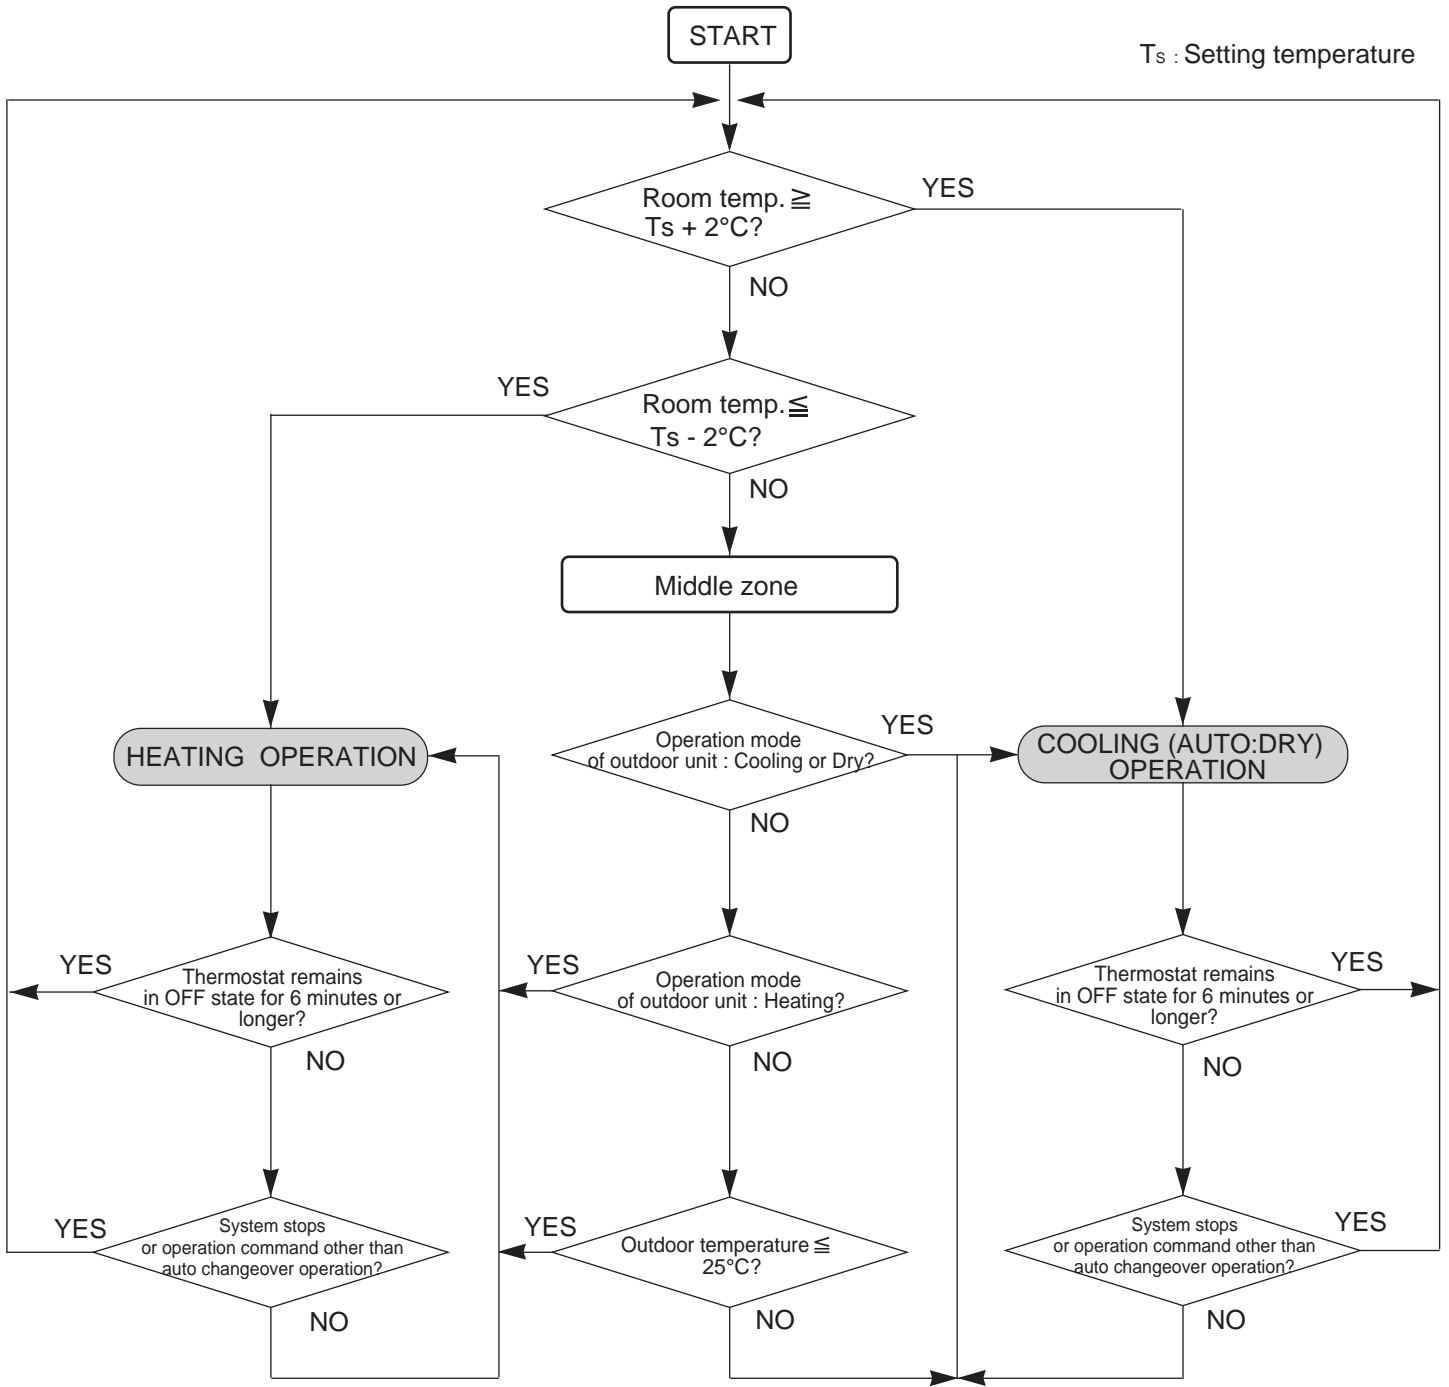 START
Ts : Setting temperature
Room temp. ≧
Ts + 2°C?
YES
NO
YES
Room temp. ≦
Ts - 2°C?
NO
Middle zone
HEATING OPERATION
Operation mode
of outdoor unit : Cooling or Dry?
YES
NO
COOLING (AUTO:DRY)
OPERATION
YES
Thermostat remains
in OFF state for 6 minutes or
longer?
NO
YES
Operation mode
of outdoor unit : Heating?
NO
Thermostat remains
in OFF state for 6 minutes or
longer?
YES
NO
YES
System stops
or operation command other than
auto changeover operation?
NO
YES
Outdoor temperature ≦
25°C?
NO
System stops
or operation command other than
auto changeover operation?
YES
NO